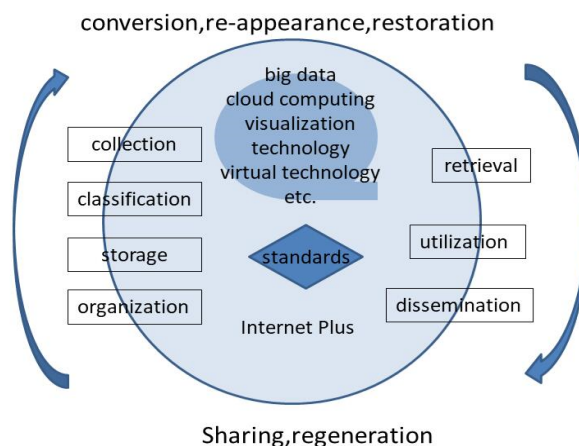 conversion,re-appearance,restoration
big data
cloud computing
visualization
technology
virtual technology
etc.
collection
classification
storage
organization
retrieval
utilization
dissemination
standards
Internet Plus
Sharing,regeneration